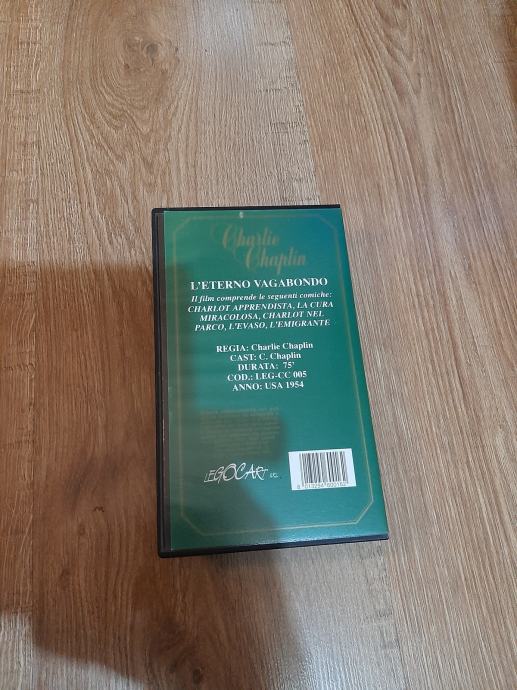 Charlie
Chaplin
L'ETERNO VAGABONDO
Il film comprende le seguenti comiche:
CHARLOT APPRENDISTA, LA CURA
MIRACOLOSA, CHARLOT NEL
PARCO, L'EVASO, L'EMIGRANTE
REGIA: Charlie Chaplin
CAST: C. Chaplin
DURATA: 75'
COD.: LEG-CC 005
ANNO: USA 1954
LEGOCART